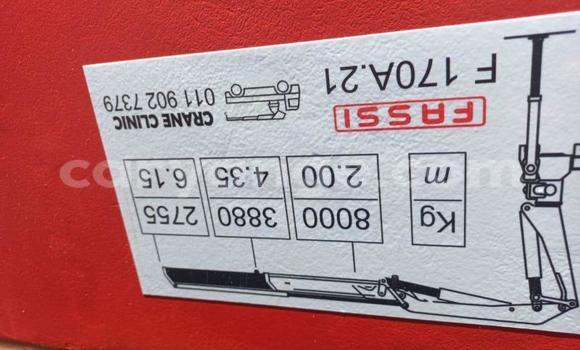 Kg 8000 3880 2755
m 2.00 4.35 6.15
FASSI
F 170A.21
CRANE CLINIC
011 902 7379